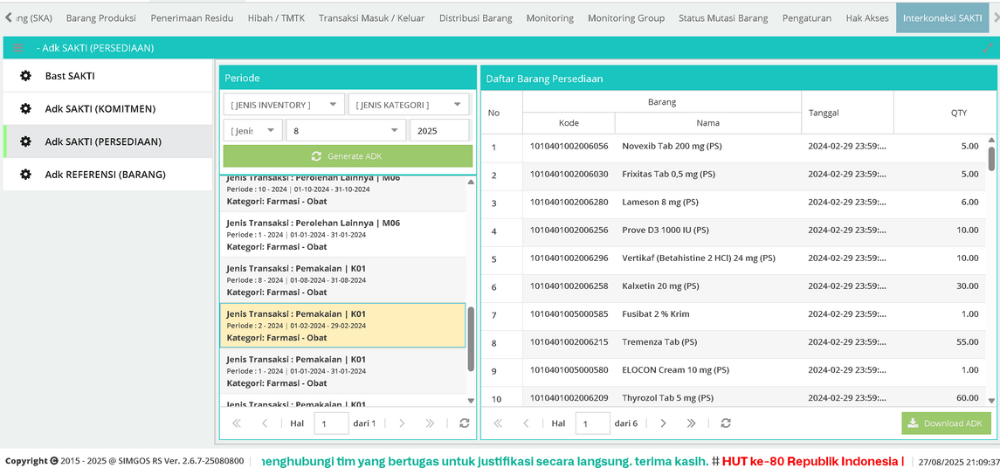 ng (SKA) Barang Produksi Penerimaan Residu Hibah / TMTK Transaksi Masuk / Keluar Distribusi Barang Monitoring Monitoring Group Status Mutasi Barang Pengaturan Hak Akses Interkoneksi SAKTI
- Adk SAKTI (PERSEDIAAN)
Bast SAKTI
Adk SAKTI (KOMITMEN)
Adk SAKTI (PERSEDIAAN)
Adk REFERENSI (BARANG)
Periode
[ JENIS INVENTORY ] [ JENIS KATEGORI ]
[ Jeni: 8 2025
Generate ADK
Jenis Transaksi : Perolehan Lainnya | M06
Periode : 10 - 2024 | 01-10-2024 - 31-10-2024
Kategori: Farmasi - Obat
Jenis Transaksi : Perolehan Lainnya | M06
Periode : 1 - 2024 | 01-01-2024 - 31-01-2024
Kategori: Farmasi - Obat
Jenis Transaksi : Pemakaian | K01
Periode : 8 - 2024 | 01-08-2024 - 31-08-2024
Kategori: Farmasi - Obat
Jenis Transaksi : Pemakaian | K01
Periode : 2 - 2024 | 01-02-2024 - 29-02-2024
Kategori: Farmasi - Obat
Jenis Transaksi : Pemakaian | K01
Periode : 1 - 2024 | 01-01-2024 - 31-01-2024
Kategori: Farmasi - Obat
Jenis Transaksi : Pemakaian | K01
Hal 1 dari 1
Daftar Barang Persediaan
No Barang Tanggal QTY
Kode Nama
1 1010401002006056 Novexib Tab 200 mg (PS) 2024-02-29 23:59:... 5.00
2 1010401002006030 Frixitas Tab 0,5 mg (PS) 2024-02-29 23:59:... 5.00
3 1010401002006280 Lameson 8 mg (PS) 2024-02-29 23:59:... 6.00
4 1010401002006256 Prove D3 1000 IU (PS) 2024-02-29 23:59:... 10.00
5 1010401002006296 Vertikaf (Betahistine 2 HCl) 24 mg (PS) 2024-02-29 23:59:... 10.00
6 1010401002006258 Kalxetin 20 mg (PS) 2024-02-29 23:59:... 30.00
7 1010401005000585 Fusibat 2 % Krim 2024-02-29 23:59:... 1.00
8 1010401002006215 Tremenza Tab (PS) 2024-02-29 23:59:... 55.00
9 1010401005000580 ELOCON Cream 10 mg (PS) 2024-02-29 23:59:... 1.00
10 1010401002006209 Thyrozol Tab 5 mg (PS) 2024-02-29 23:59:... 60.00
Hal 1 dari 6 Download ADK
Copyright © 2015 - 2025 @ SIMGOS RS Ver. 2.6.7-25080800 nenghubungi tim yang bertugas untuk justifikasi secara langsung. terima kasih. # HUT ke-80 Republik Indonesia | 27/08/2025 21:09:37